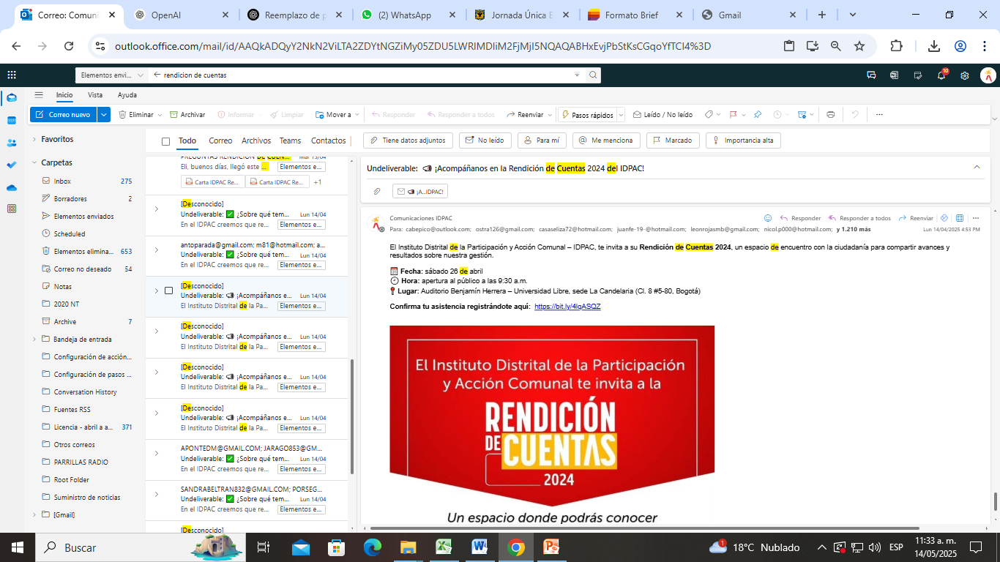 Correo: Comuni
OpenAI
Reemplazo de p
(2) WhatsApp
Jornada Única E
Formato Brief
Gmail
outlook.office.com/mail/id/AAQkADQyY2NkN2ViLTA2ZDYtNGZiMy05ZDU5LWRlMDliM2FjMjI5NQAQABHxEvjPbStKsCGqoYfTCI4%3D
Elementos envi...
rendicion de cuentas
10
Inicio
Vista
Ayuda
Correo nuevo
Eliminar
Archivar
Informar
Limpiar
Mover a
Responder
Responder a todos
Reenviar
Pasos rápidos
Leído / No leído
Favoritos
Carpetas
Inbox 275
Borradores 2
Elementos enviados
Scheduled
Elementos elimina... 653
Correo no deseado 54
Notas
2020 NT
Archive 7
Bandeja de entrada
Configuración de acción...
Configuración de pasos ...
Conversation History
Fuentes RSS
Licencia - abril a a... 371
Otros correos
PARRILLAS RADIO
Root Folder
Suministro de noticias
[Gmail]
Todo
Correo
Archivos
Teams
Contactos
Tiene datos adjuntos
No leído
Para mí
Me menciona
Marcado
Importancia alta
PREGUNTAS RENDICIÓN DE CUEN... Mar 15/04
Eli, buenos días, llegó este ... Elementos e...
Carta IDPAC Re...
Carta IDPAC Re...
+1
[Desconocido]
Undeliverable: ✅ ¿Sobre qué tem... Lun 14/04
En el IDPAC creemos que re... Elementos e...
antoparada@gmail.com; m81@hotmail.com; a...
Undeliverable: ✅ ¿Sobre qué tem... Lun 14/04
En el IDPAC creemos que re... Elementos e...
[Desconocido]
Undeliverable: 📢 ¡Acompáñanos e... Lun 14/04
El Instituto Distrital de la Pa... Elementos e...
[Desconocido]
Undeliverable: 📢 ¡Acompáñanos e... Lun 14/04
El Instituto Distrital de la Pa... Elementos e...
[Desconocido]
Undeliverable: 📢 ¡Acompáñanos e... Lun 14/04
El Instituto Distrital de la Pa... Elementos e...
[Desconocido]
Undeliverable: 📢 ¡Acompáñanos e... Lun 14/04
El Instituto Distrital de la Pa... Elementos e...
APONTEDM@GMAIL.COM; JARAGO853@GM...
Undeliverable: ✅ ¿Sobre qué tem... Lun 14/04
En el IDPAC creemos que re... Elementos e...
SANDRABELTRAN832@GMAIL.COM; PORSEG...
Undeliverable: ✅ ¿Sobre qué tem... Lun 14/04
En el IDPAC creemos que re... Elementos e...
[Desconocido]
Undeliverable: 📢 ¡Acompáñanos en la Rendición de Cuentas 2024 del IDPAC!
📢 ¡A...IDPAC!
Comunicaciones IDPAC
Responder
Responder a todos
Reenviar
Para: cabepico@outlook.com; ostra126@gmail.com; casaseliza72@hotmail.com; juanfe-19-@hotmail.com; leonrojasmb@gmail.com; nicol.p000@hotmail.com; y 1.210 más
Lun 14/04/2025 4:53 PM
El Instituto Distrital de la Participación y Acción Comunal – IDPAC, te invita a su Rendición de Cuentas 2024, un espacio de encuentro con la ciudadanía para compartir avances y
resultados sobre nuestra gestión.
📅 Fecha: sábado 26 de abril
🕘 Hora: apertura al público a las 9:30 a.m.
📍 Lugar: Auditorio Benjamín Herrera – Universidad Libre, sede La Candelaria (Cl. 8 #5-80, Bogotá)
Confirma tu asistencia registrándote aquí: https://bit.ly/4lqASQZ
El Instituto Distrital de la Participación
y Acción Comunal te invita a la
RENDICIÓN
DE CUENTAS
2024
Un espacio donde podrás conocer
Buscar
1
18°C Nublado
ESP
11:33 a. m.
14/05/2025